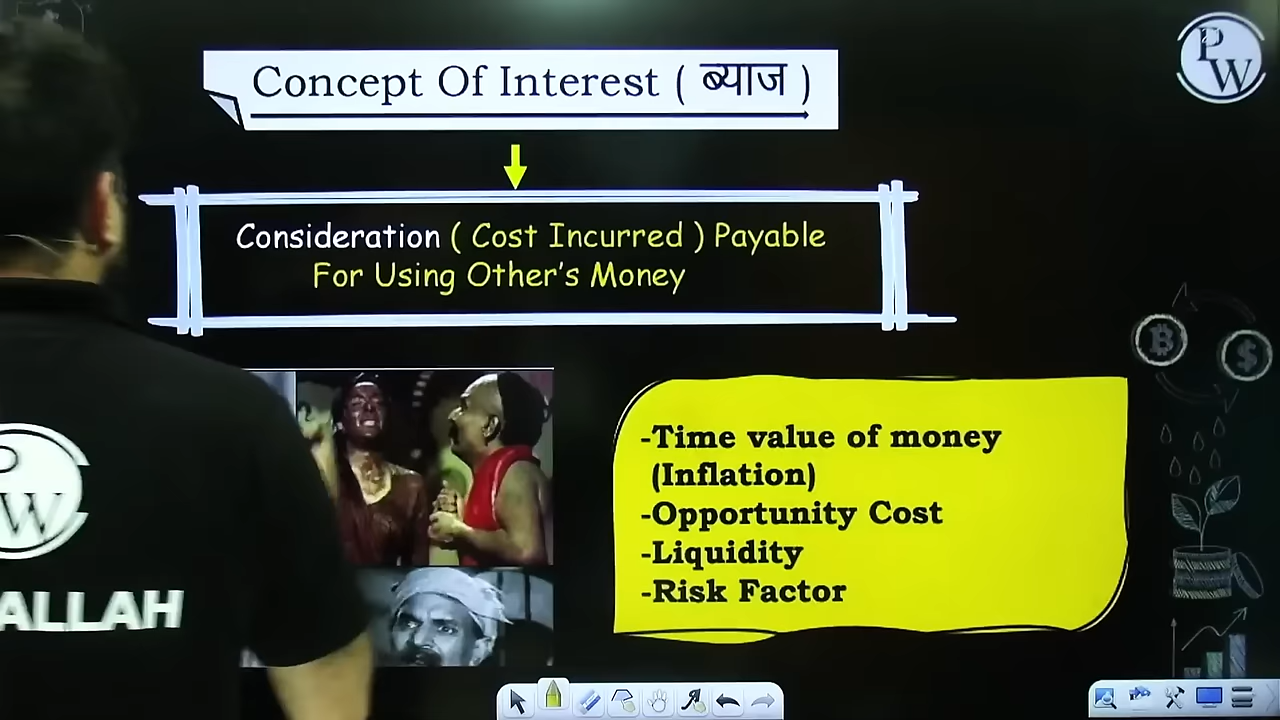 Concept Of Interest ( ब्याज )
PW
Consideration ( Cost Incurred ) Payable
For Using Other's Money
-Time value of money
(Inflation)
-Opportunity Cost
-Liquidity
-Risk Factor
PW
ALLAH